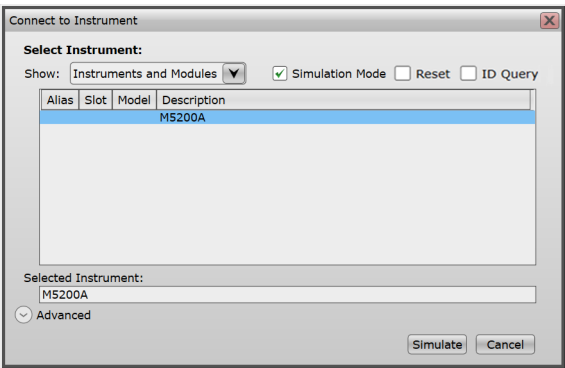 Connect to Instrument
Select Instrument:
Show: Instruments and Modules Simulation Mode Reset ID Query
Alias Slot Model Description
M5200A
Selected Instrument:
M5200A
Advanced
Simulate Cancel